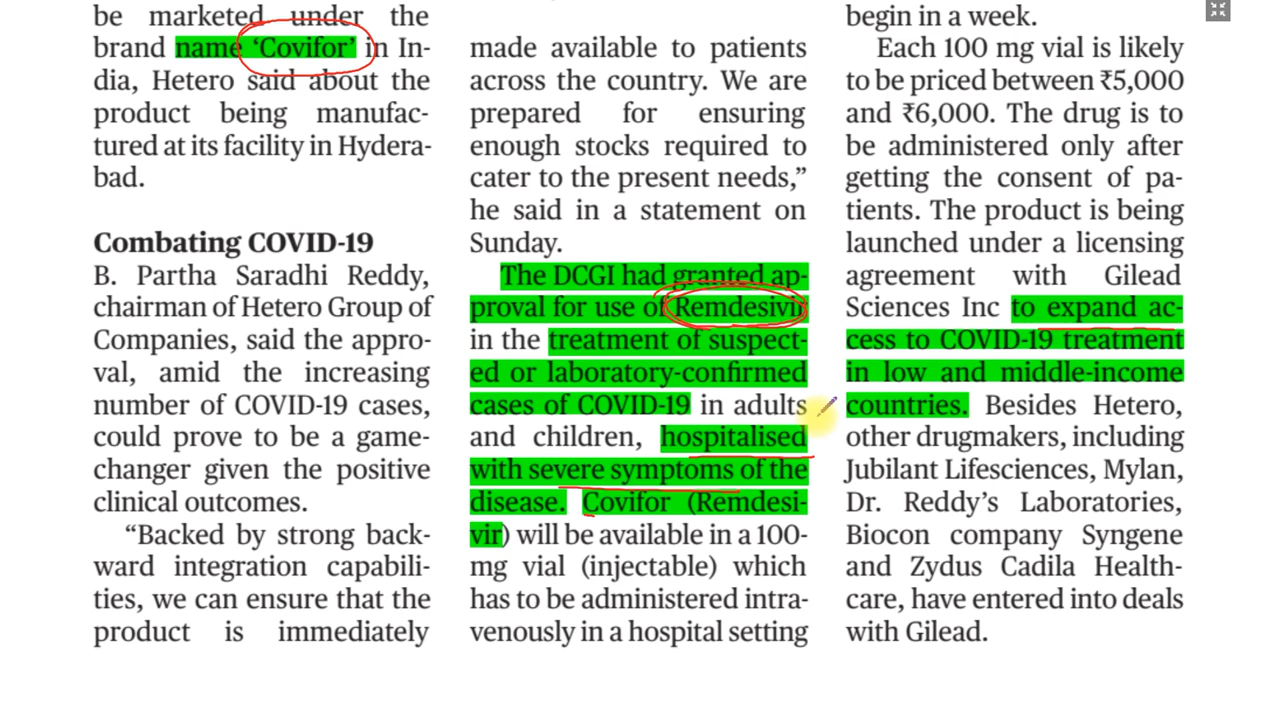 be marketed under the
brand name ‘Covifor’ in In-
dia, Hetero said about the
product being manufac-
tured at its facility in Hydera-
bad.
Combating COVID-19
B. Partha Saradhi Reddy,
chairman of Hetero Group of
Companies, said the appro-
val, amid the increasing
number of COVID-19 cases,
could prove to be a game-
changer given the positive
clinical outcomes.
“Backed by strong back-
ward integration capabili-
ties, we can ensure that the
product is immediately
made available to patients
across the country. We are
prepared for ensuring
enough stocks required to
cater to the present needs,”
he said in a statement on
Sunday.
The DCGI had granted ap-
proval for use of Remdesivir
in the treatment of suspect-
ed or laboratory-confirmed
cases of COVID-19 in adults
and children, hospitalised
with severe symptoms of the
disease. Covifor (Remdesi-
vir) will be available in a 100-
mg vial (injectable) which
has to be administered intra-
venously in a hospital setting
begin in a week.
Each 100 mg vial is likely
to be priced between ₹5,000
and ₹6,000. The drug is to
be administered only after
getting the consent of pa-
tients. The product is being
launched under a licensing
agreement with Gilead
Sciences Inc to expand ac-
cess to COVID-19 treatment
in low and middle-income
countries. Besides Hetero,
other drugmakers, including
Jubilant Lifesciences, Mylan,
Dr. Reddy’s Laboratories,
Biocon company Syngene
and Zydus Cadila Health-
care, have entered into deals
with Gilead.